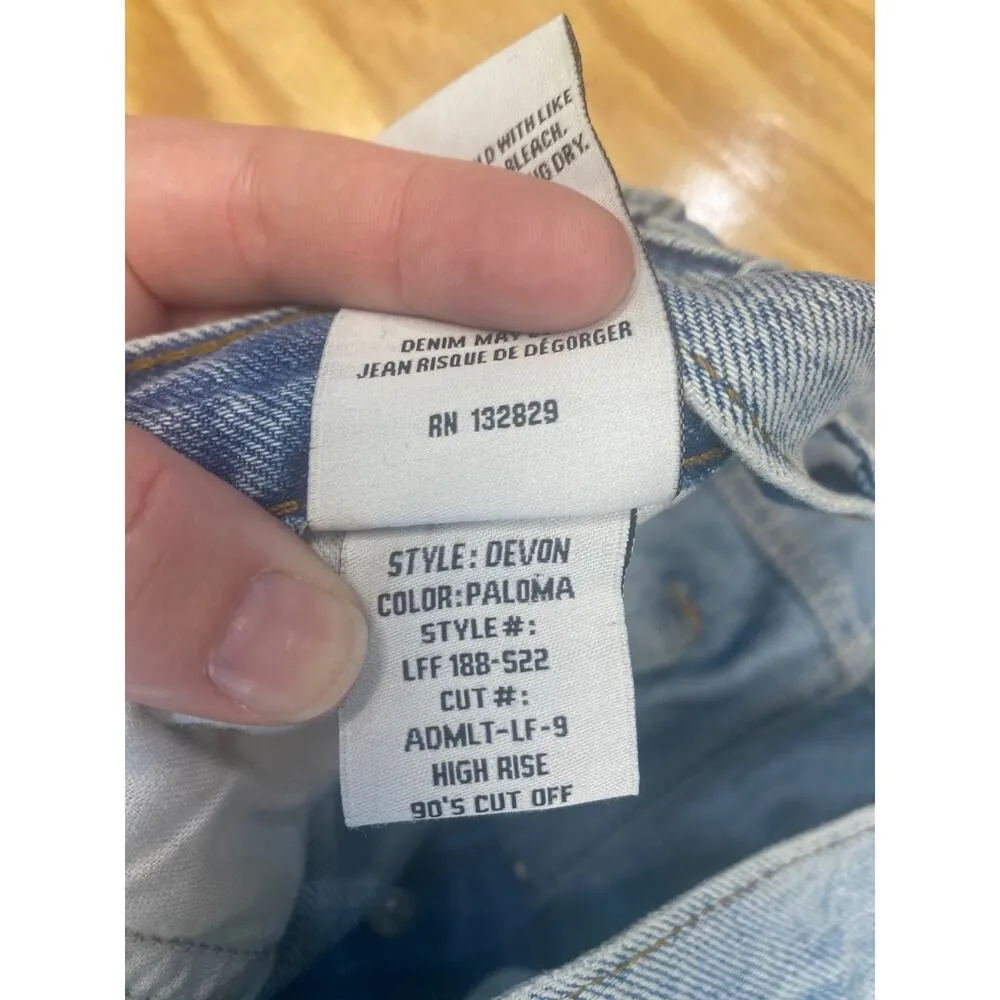 WITH LIKE
BLEACH.
DRY.
DENIM MAY
JEAN RISQUE DE DÉGORGER
RN 132829
STYLE: DEVON
COLOR:PALOMA
STYLE#:
LFF 188-S22
CUT#:
ADMLT-LF-9
HIGH RISE
90'S CUT OFF